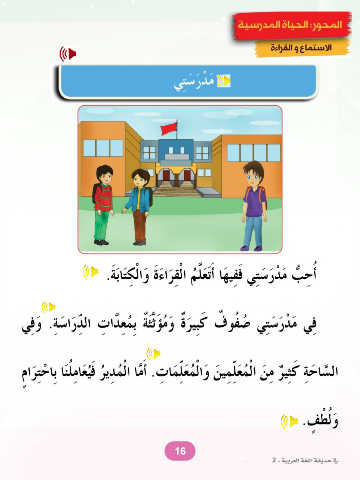 المحور: الحياة المدرسية
الاستماع و القراءة
مَدْرَسَتِي
أُحِبُّ مَدْرَسَتِي فَفِيهَا أَتَعَلَّمُ الْقِرَاءَةَ وَالْكِتَابَةَ.
فِي مَدْرَسَتِي صُفُوفٌ كَبِيرَةٌ وَمُؤَثَّثَةٌ بِمُعِدَّاتِ الدِّرَاسَةِ. وَفِي
السَّاحَةِ كَثِيرٌ مِنَ الْمُعَلِّمِينَ وَالْمُعَلِّمَاتِ. أَمَّا الْمُدِيرُ فَيُعَامِلُنَا بِاحْتِرَامٍ
وَلُطْفٍ.
16
في حديقة اللغة العربية - 2